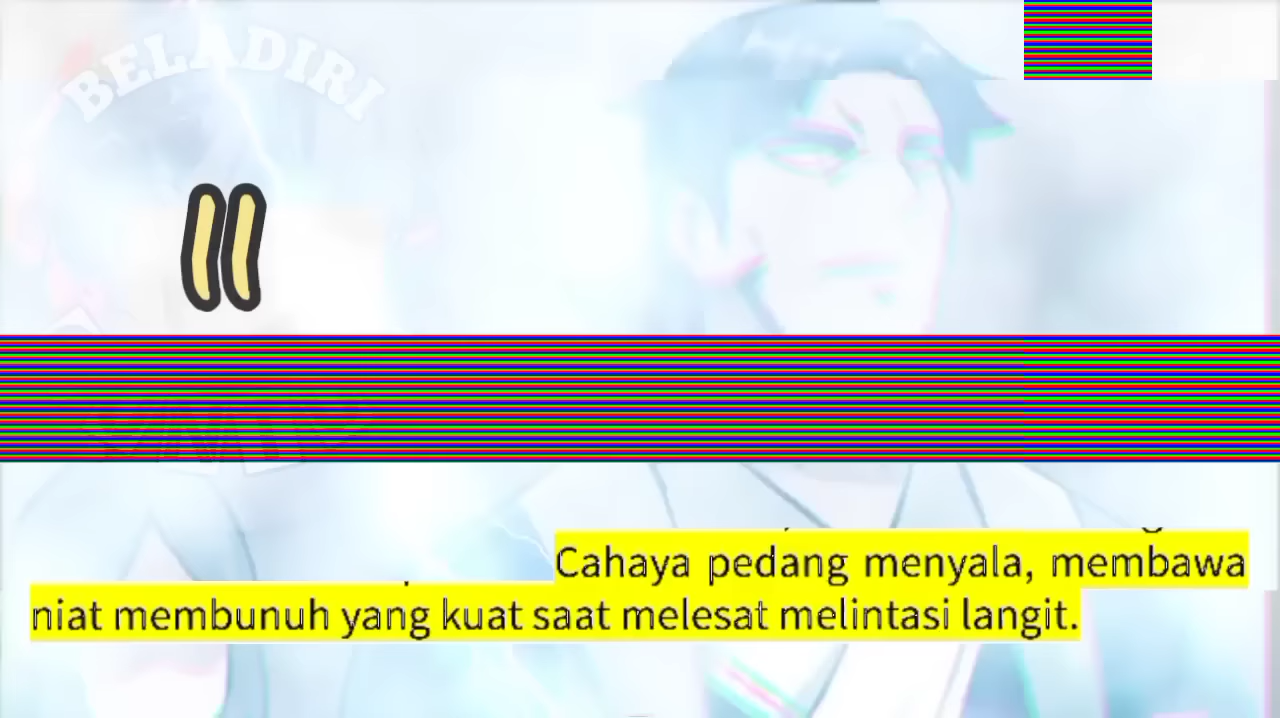 BELADIRI
Cahaya pedang menyala, membawa
niat membunuh yang kuat saat melesat melintasi langit.